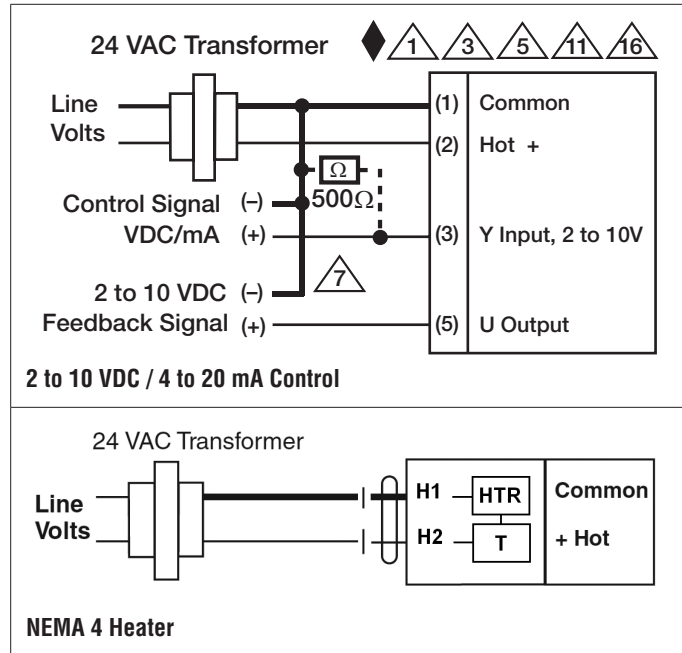 24 VAC Transformer 1 3 5 11 16
Line
Volts
(1) Common
(2) Hot +
Ω
500Ω
Control Signal (–)
VDC/mA (+)
(3) Y Input, 2 to 10V
7
2 to 10 VDC (–)
Feedback Signal (+)
(5) U Output
2 to 10 VDC / 4 to 20 mA Control
24 VAC Transformer
Line
Volts
H1 HTR Common
H2 T + Hot
NEMA 4 Heater